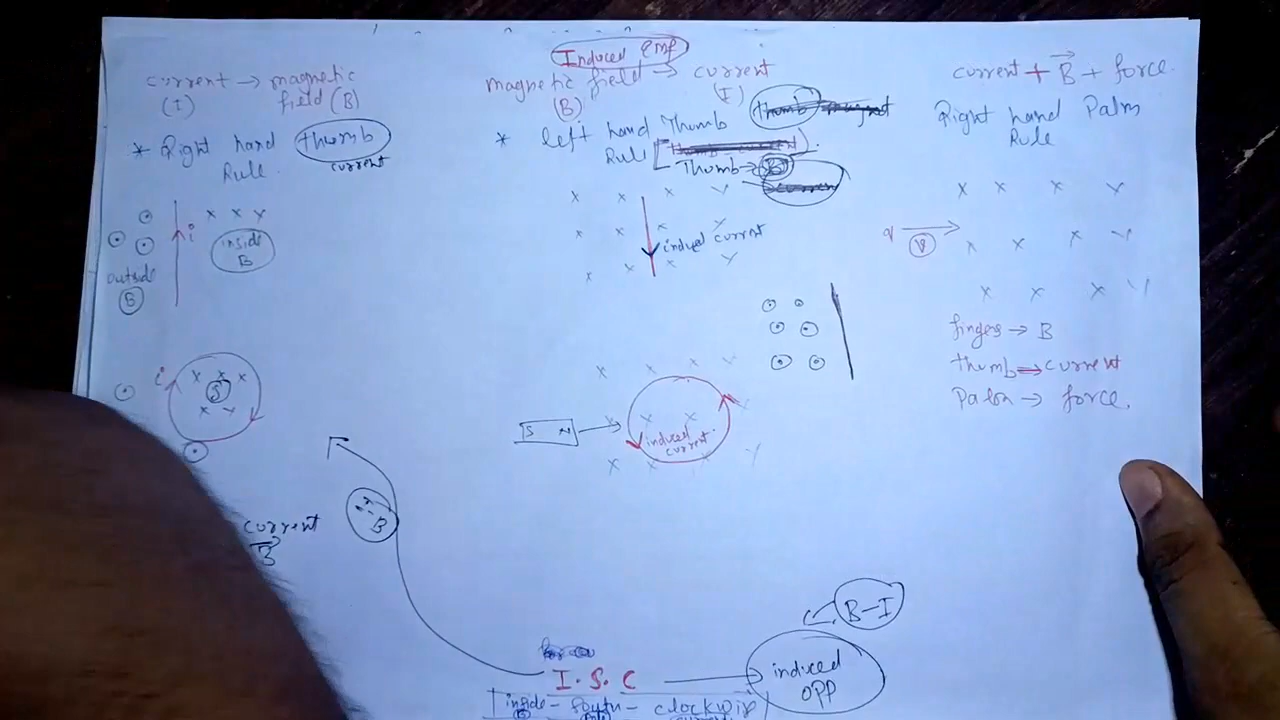 current → magnetic
(I) field (B)
* Right hand thumb
Rule current
i
x x x
inside
B
outside
B
i
x x x
S
x x
current
B
B
Induced emf
magnetic field → current
(B) (I)
* left hand Thumb
Rule
Thumb → B
x x x x
x x x x
induced current
x x x x
x x x x
S N →
x x x
induced
current
x x x x
B-I
I.S.C
induced
OPP
inside - South - clockwise
current + B + force
Right hand Palm
Rule
x x x x
q →
v
x x x x
x x x x
fingers → B
thumb → current
Palm → force.